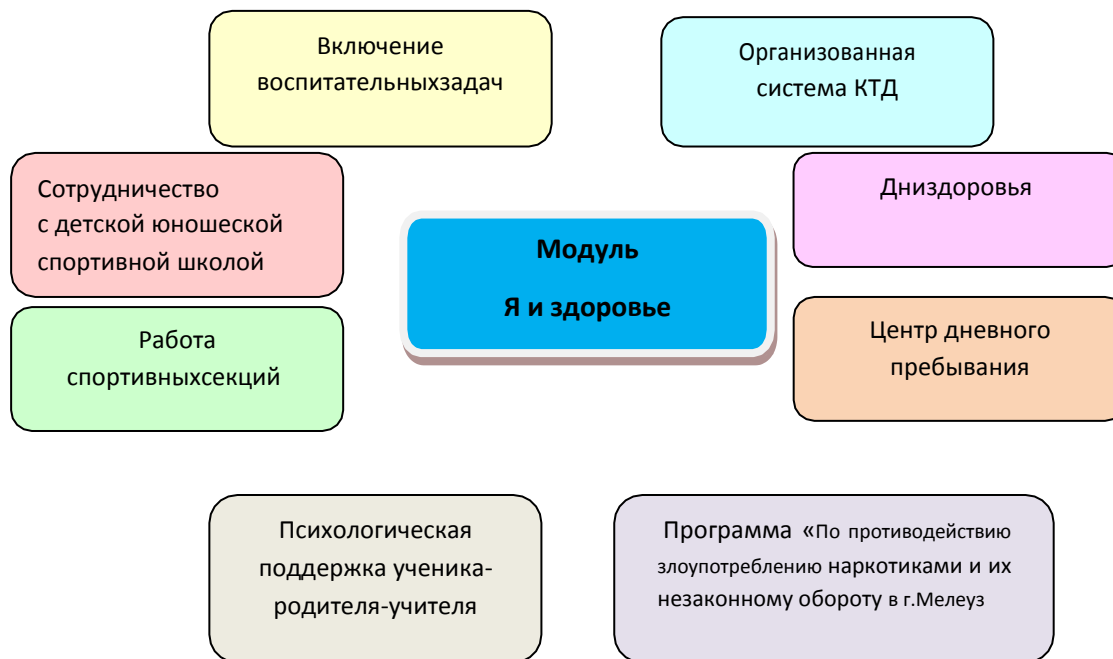 Включение
воспитательныхзадач
Организованная
система КТД
Сотрудничество
с детской юношеской
спортивной школой
Дниздоровья
Модуль
Я и здоровье
Работа
спортивныхсекций
Центр дневного
пребывания
Психологическая
поддержка ученика-
родителя-учителя
Программа «По противодействию
злоупотреблению наркотиками и их
незаконному обороту в г.Мелеуз